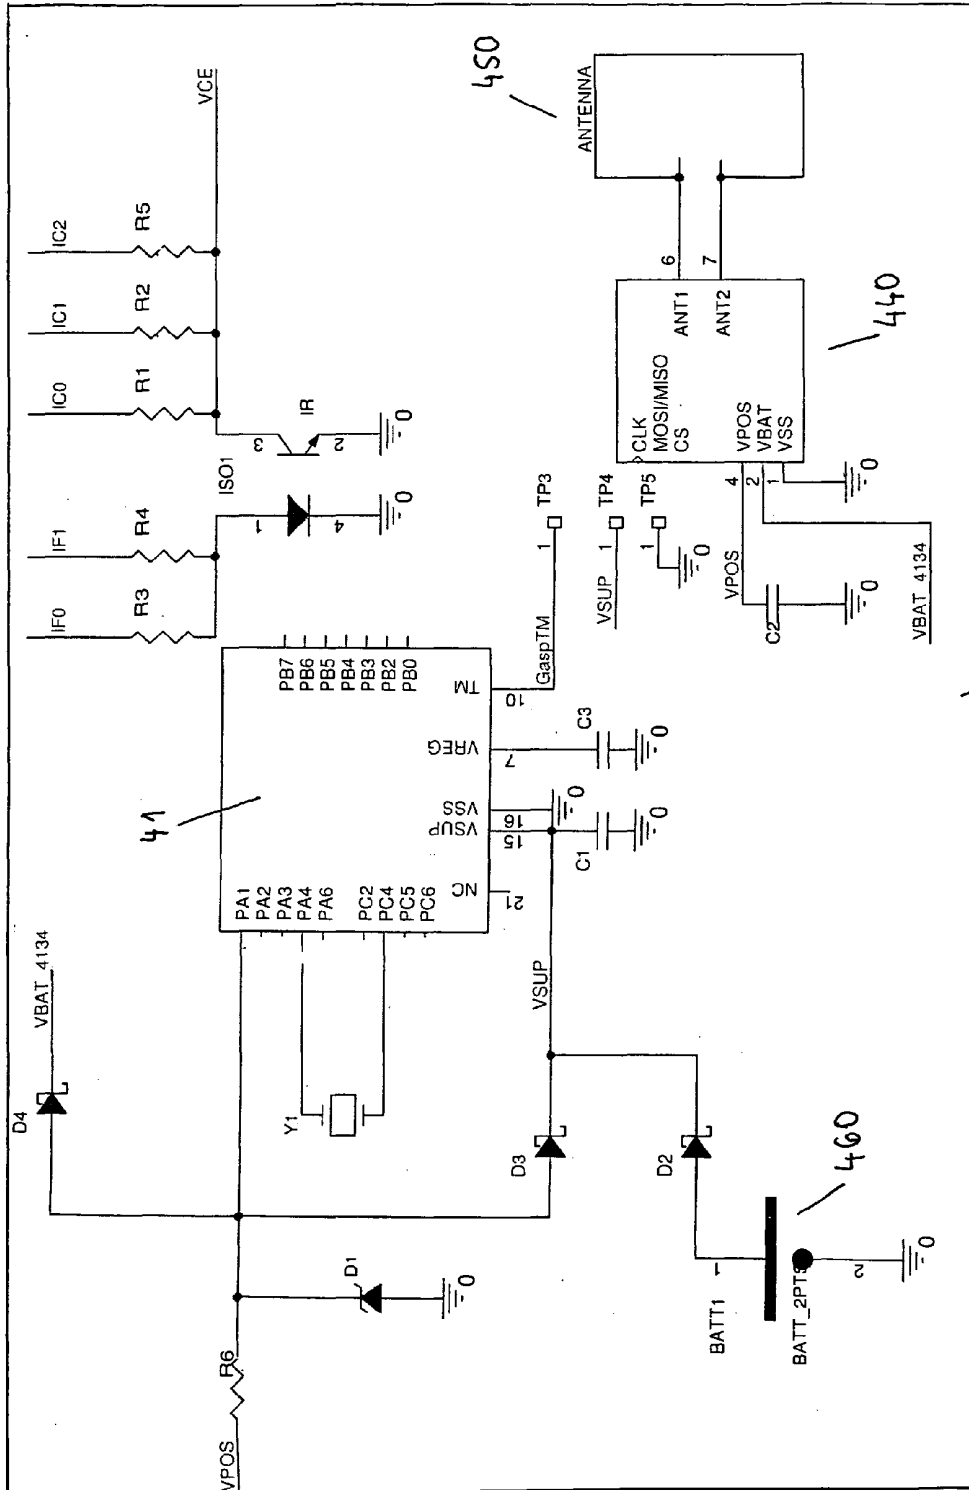 VCE
IC2
R5
IC1
R2
IC0
R1
IR
3
2
0
ISO1
IF1
R4
IF0
R3
1
4
0
450
ANTENNA
6
7
ANT1
ANT2
440
CLK
MOSI/MISO
CS
VPOS
VBAT
VSS
4
2
1
0
VPOS
C2
0
VBAT_4134
TP3
1
TP4
1
VSUP
TP5
1
0
GaspTM
41
PB7
PB6
PB5
PB4
PB3
PB2
PB0
TM
10
VREG
7
C3
0
VSS
16
0
VSUP
15
C1
0
NC
21
PA1
PA2
PA3
PA4
PA6
PC2
PC4
PC5
PC6
VBAT_4134
D4
Y1
VSUP
D3
D2
460
1
BATT1
BATT_2PTS
2
0
D1
0
R6
VPOS